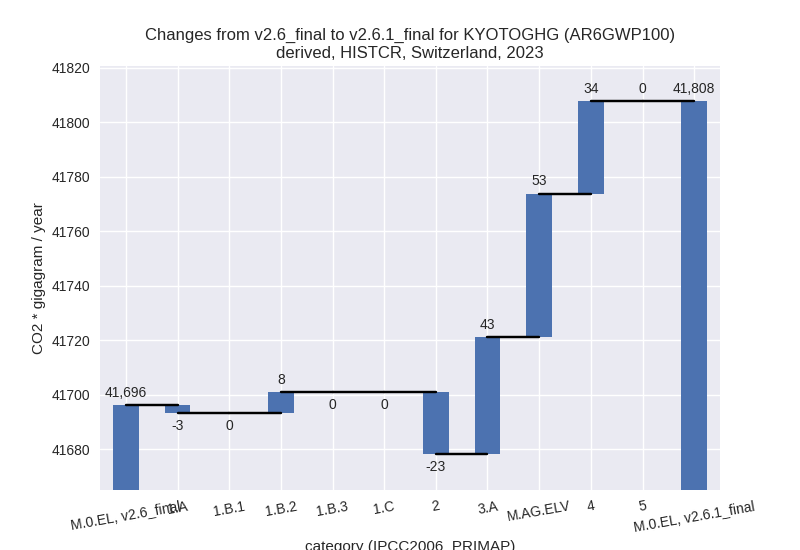 Changes from v2.6_final to v2.6.1_final for KYOTOGHG (AR6GWP100)
derived, HISTCR, Switzerland, 2023
41820
41800
41780
41760
41740
41720
41700
41680
CO2 * gigagram / year
41,696
-3
0
8
0
0
-23
43
53
34
0
41,808
M.0.EL, v2.6_final
1.A
1.B.1
1.B.2
1.B.3
1.C
2
3.A
M.AG.ELV
4
5
M.0.EL, v2.6.1_final
category (IPCC2006_PRIMAP)